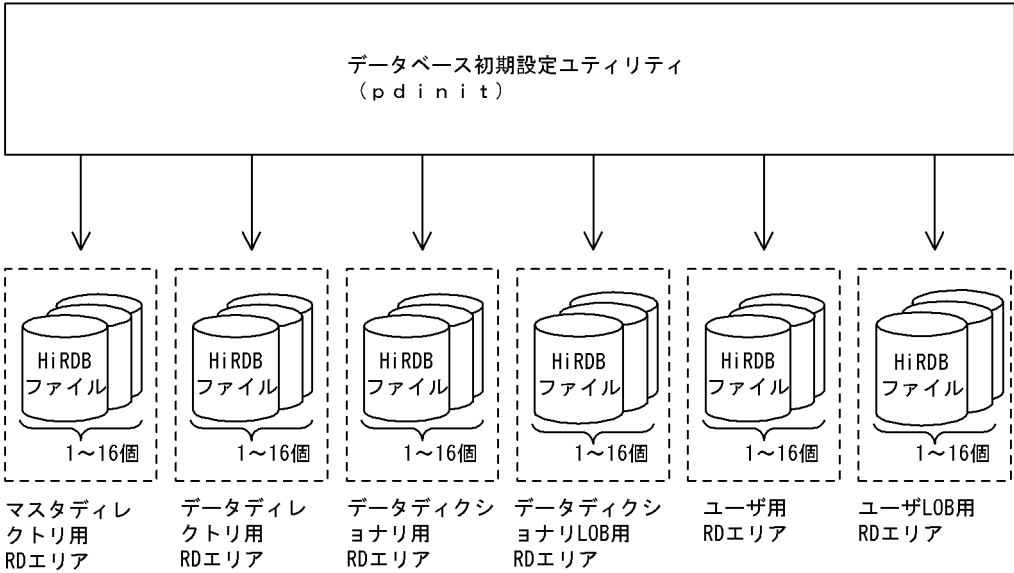 データベース初期設定ユティリティ
（ｐｄｉｎｉｔ）
HiRDB
ファイル
1～16個
マスタディレ
クトリ用
RDエリア
HiRDB
ファイル
1～16個
データディレ
クトリ用
RDエリア
HiRDB
ファイル
1～16個
データディクシ
ョナリ用
RDエリア
HiRDB
ファイル
1～16個
データディクシ
ョナリLOB用
RDエリア
HiRDB
ファイル
1～16個
ユーザ用
RDエリア
HiRDB
ファイル
1～16個
ユーザLOB用
RDエリア